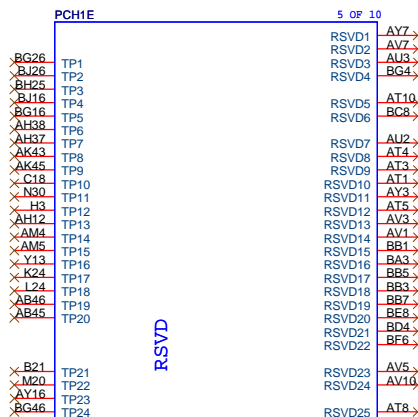 PCH1E 5 OF 10
RSVD1 AY7
RSVD2 AV7
BG26 TP1 RSVD3 AU3
BJ26 TP2 RSVD4 BG4
BH25 TP3
BJ16 TP4 RSVD5 AT10
BG16 TP5 RSVD6 BC8
AH38 TP6
AH37 TP7 RSVD7 AU2
AK43 TP8 RSVD8 AT4
AK45 TP9 RSVD9 AT3
C18 TP10 RSVD10 AT1
N30 TP11 RSVD11 AY3
H3 TP12 RSVD12 AT5
AH12 TP13 RSVD13 AV3
AM4 TP14 RSVD14 AV1
AM5 TP15 RSVD15 BB1
Y13 TP16 RSVD16 BA3
K24 TP17 RSVD17 BB5
L24 TP18 RSVD18 BB3
AB46 TP19 RSVD19 BB7
AB45 TP20 RSVD20 BE8
RSVD21 BD4
RSVD22 BF6
RSVD
B21 TP21 RSVD23 AV5
M20 TP22 RSVD24 AV10
AY16 TP23
BG46 TP24 RSVD25 AT8